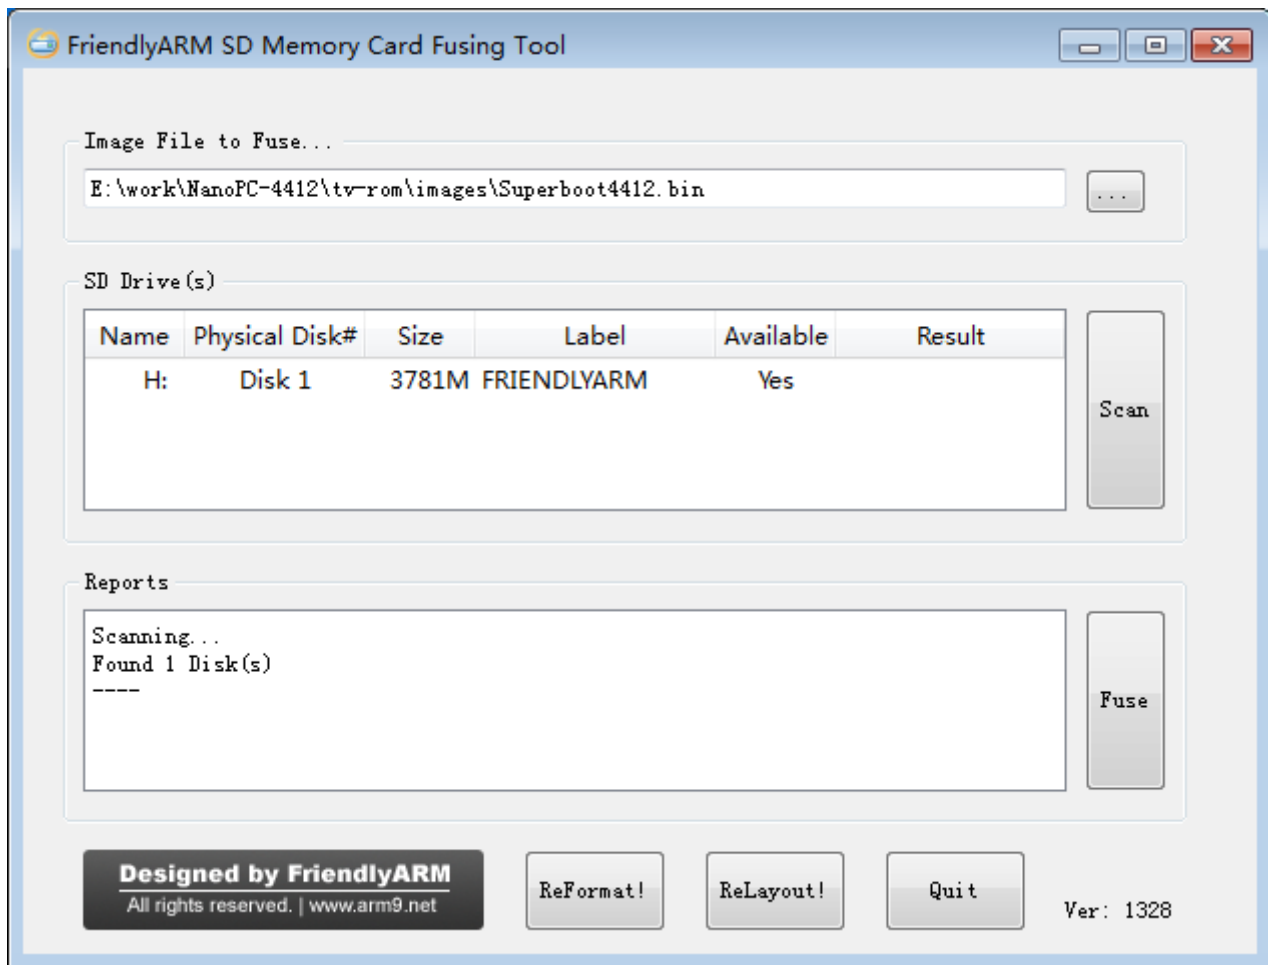 FriendlyARM SD Memory Card Fusing Tool
Image File to Fuse...
E:\work\NanoPC-4412\tv-rom\images\Superboot4412.bin
...
SD Drive(s)
Name Physical Disk# Size Label Available Result
H: Disk 1 3781M FRIENDLYARM Yes
Scan
Reports
Scanning...
Found 1 Disk(s)
----
Fuse
Designed by FriendlyARM
All rights reserved. | www.arm9.net
ReFormat!
ReLayout!
Quit
Ver: 1328